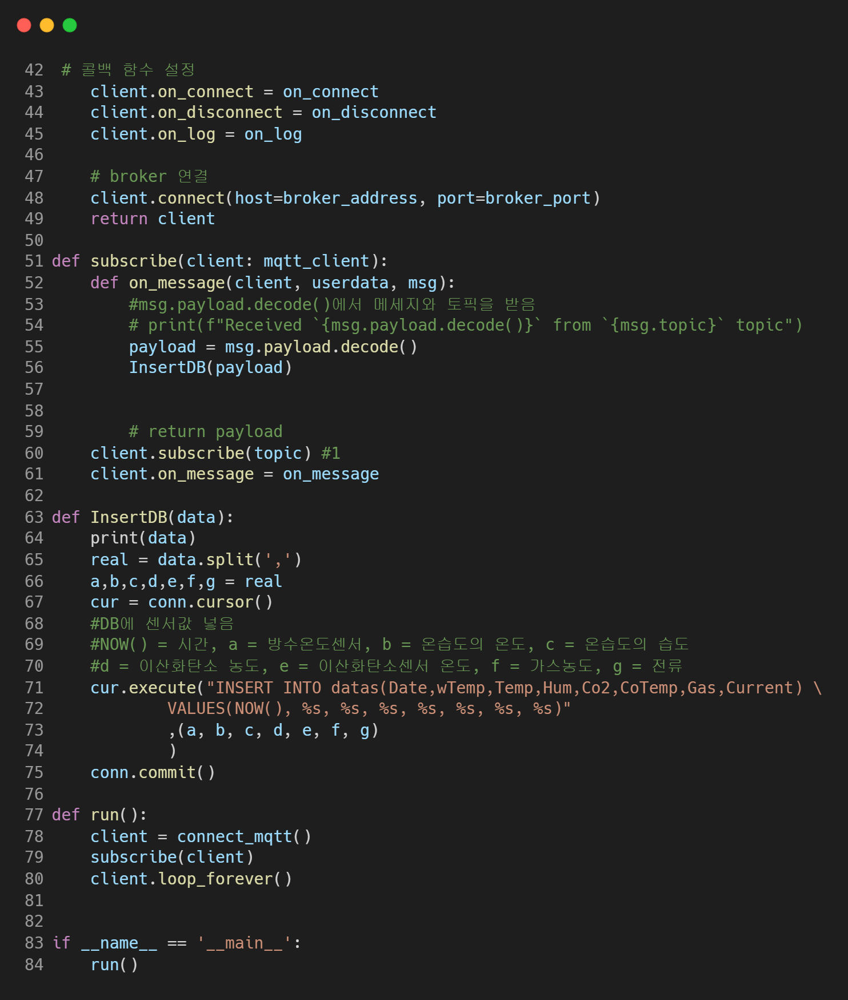 42 # 콜백 함수 설정
43     client.on_connect = on_connect
44     client.on_disconnect = on_disconnect
45     client.on_log = on_log
46
47     # broker 연결
48     client.connect(host=broker_address, port=broker_port)
49     return client
50
51 def subscribe(client: mqtt_client):
52     def on_message(client, userdata, msg):
53         #msg.payload.decode()에서 메세지와 토픽을 받음
54         # print(f"Received `{msg.payload.decode()}` from `{msg.topic}` topic")
55         payload = msg.payload.decode()
56         InsertDB(payload)
57
58
59         # return payload
60     client.subscribe(topic) #1
61     client.on_message = on_message
62
63 def InsertDB(data):
64     print(data)
65     real = data.split(',')
66     a,b,c,d,e,f,g = real
67     cur = conn.cursor()
68     #DB에 센서값 넣음
69     #NOW() = 시간, a = 방수온도센서, b = 온습도의 온도, c = 온습도의 습도
70     #d = 이산화탄소 농도, e = 이산화탄소센서 온도, f = 가스농도, g = 전류
71     cur.execute("INSERT INTO datas(Date,wTemp,Temp,Hum,Co2,CoTemp,Gas,Current) \
72             VALUES(NOW(), %s, %s, %s, %s, %s, %s, %s)"
73             ,(a, b, c, d, e, f, g)
74             )
75     conn.commit()
76
77 def run():
78     client = connect_mqtt()
79     subscribe(client)
80     client.loop_forever()
81
82
83 if __name__ == '__main__':
84     run()